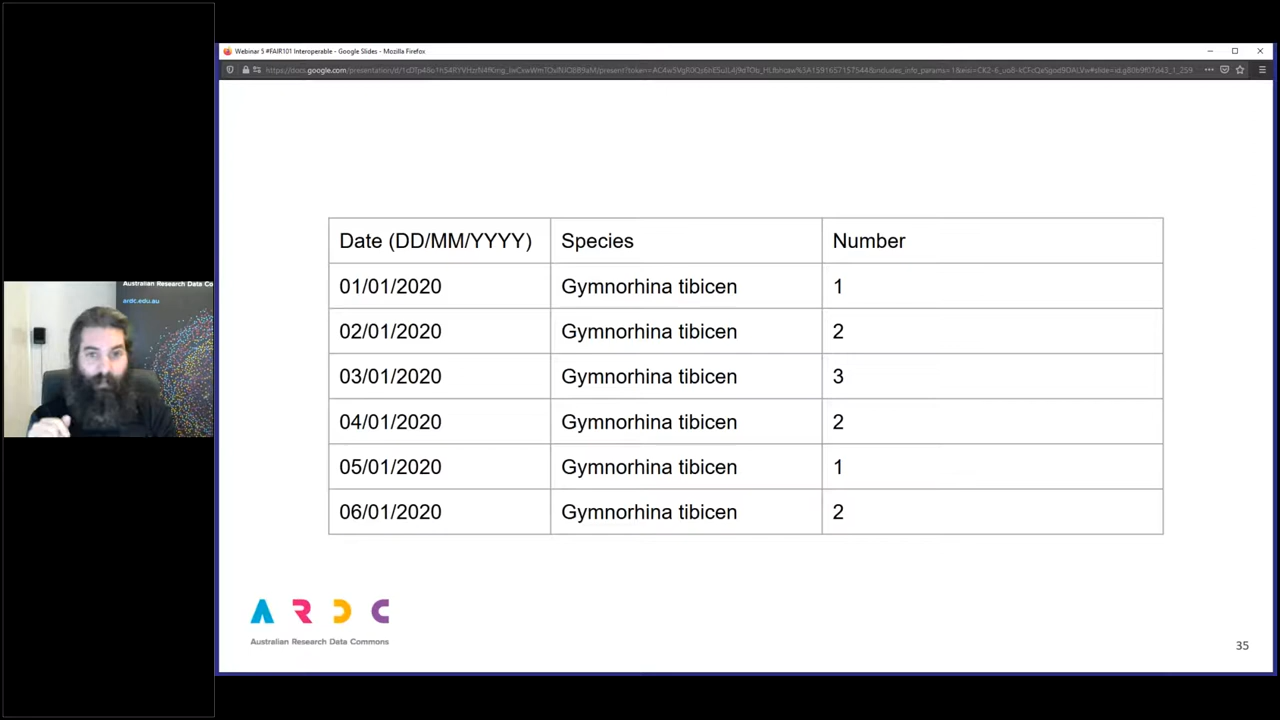 Webinar 5 #FAIR101 Interoperable - Google Slides - Mozilla Firefox
Date (DD/MM/YYYY) Species Number
01/01/2020 Gymnorhina tibicen 1
02/01/2020 Gymnorhina tibicen 2
03/01/2020 Gymnorhina tibicen 3
04/01/2020 Gymnorhina tibicen 2
05/01/2020 Gymnorhina tibicen 1
06/01/2020 Gymnorhina tibicen 2
Australian Research Data Co
ardc.edu.au
A R D C
Australian Research Data Commons
35